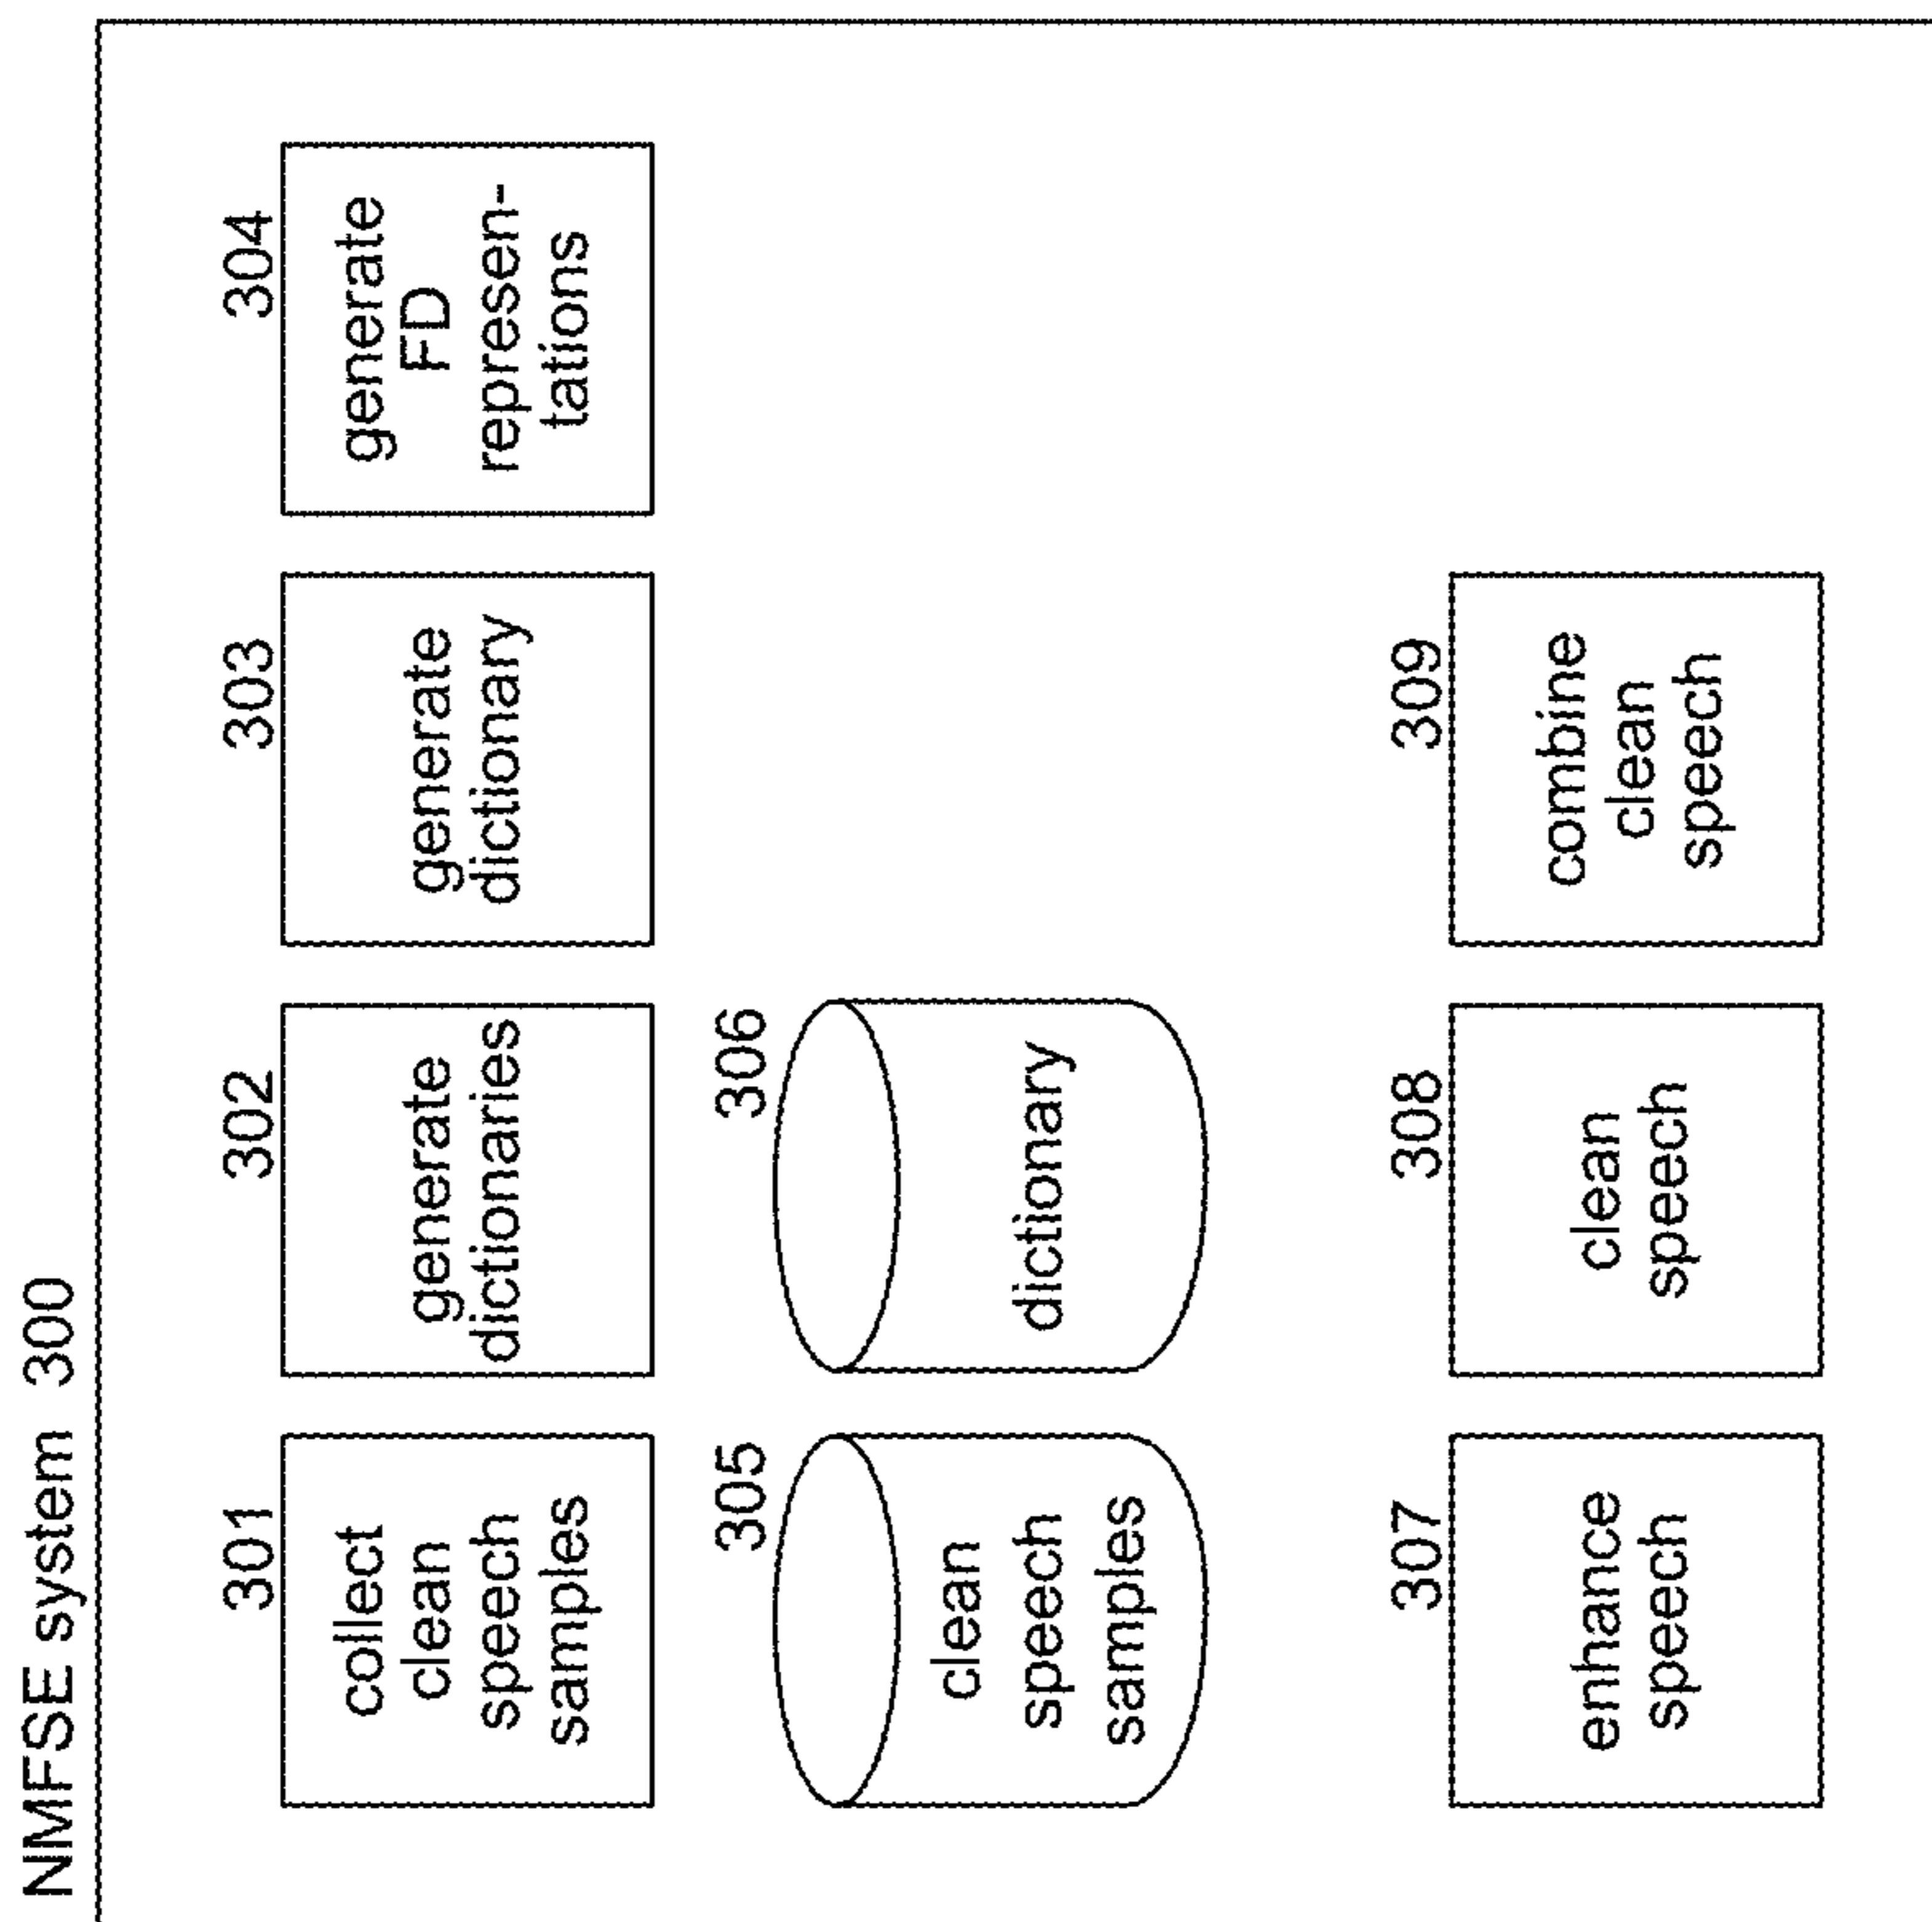 NMFSE system 300
301
collect
clean
speech
samples
302
generate
dictionaries
303
generate
dictionary
304
generate
FD
represen-
tations
305
clean
speech
samples
306
dictionary
307
enhance
speech
308
clean
speech
309
combine
clean
speech